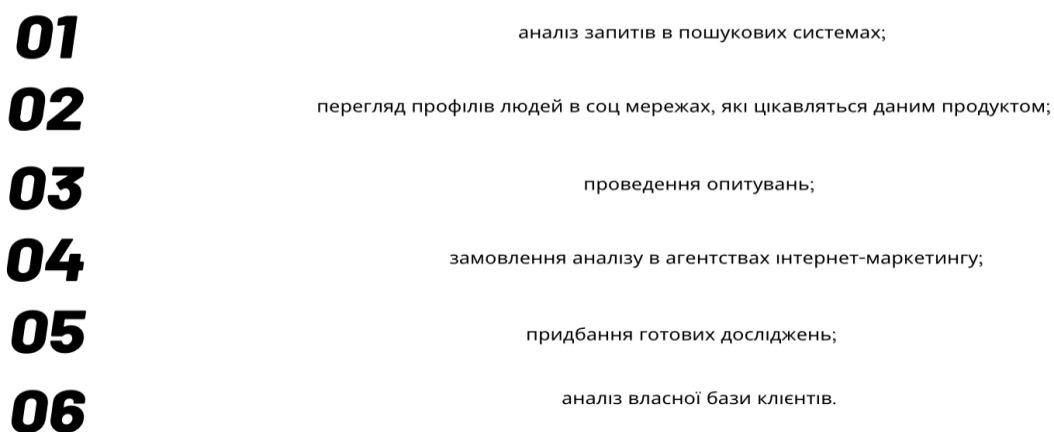 01 аналіз запитів в пошукових системах;
02 перегляд профілів людей в соц мережах, які цікавляться даним продуктом;
03 проведення опитувань;
04 замовлення аналізу в агентствах інтернет-маркетингу;
05 придбання готових досліджень;
06 аналіз власної бази клієнтів.